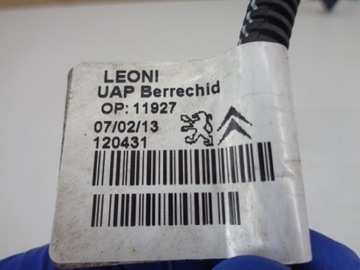 LEONI
UAP Berrechid
OP: 11927
07/02/13
120431